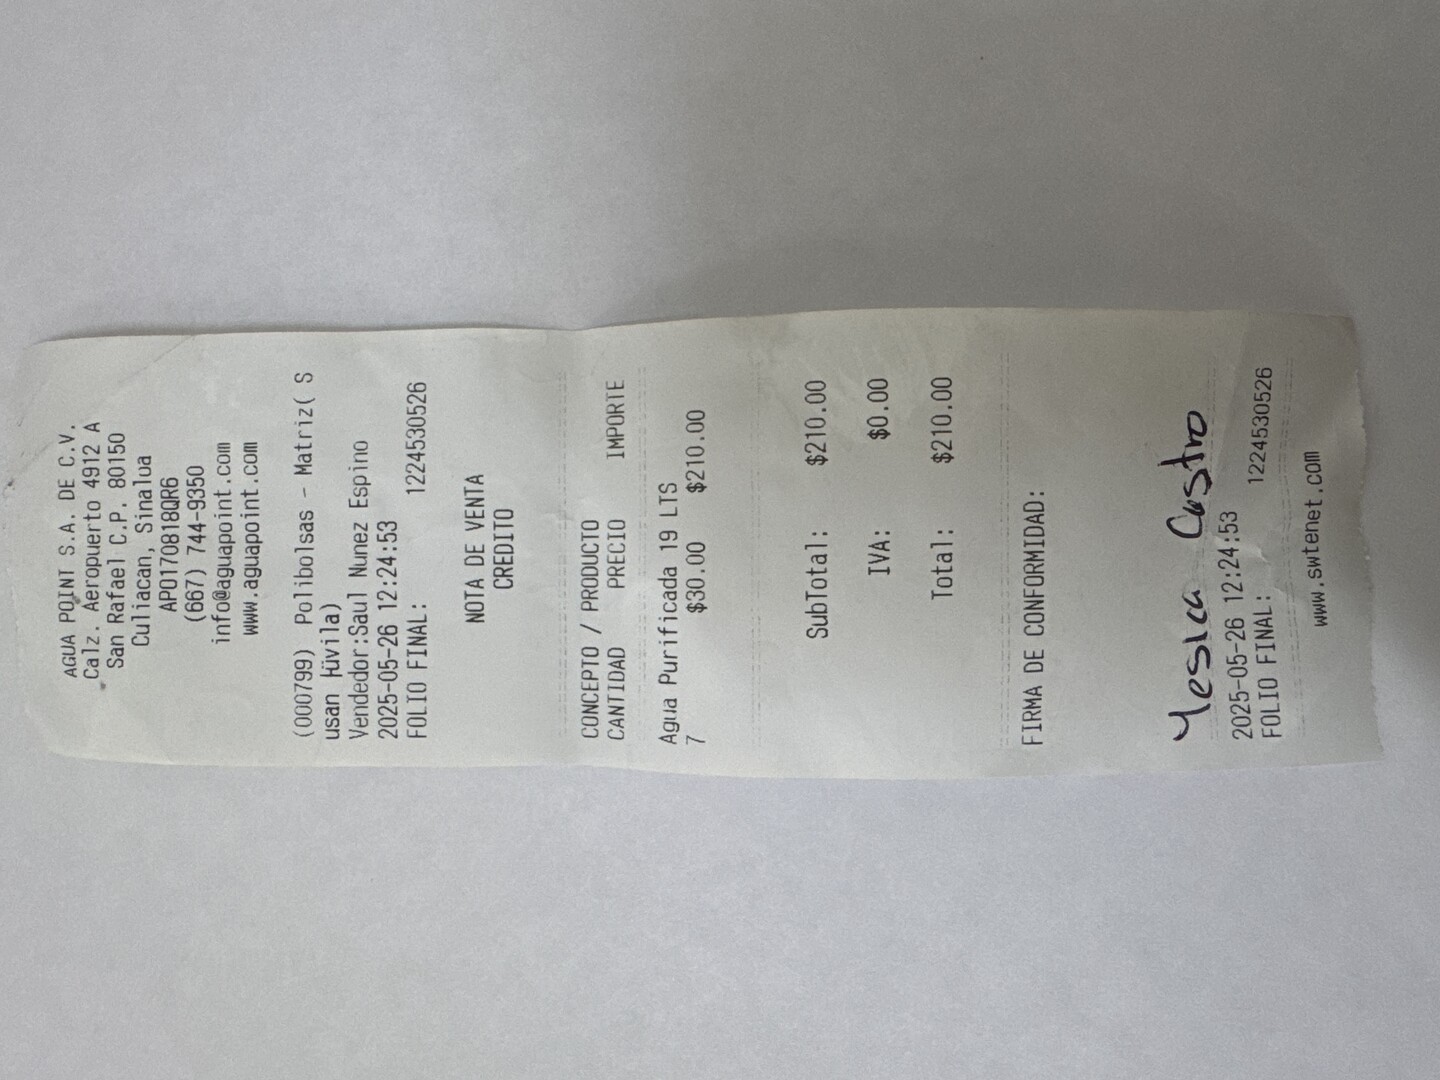 AGUA POINT S.A. DE C.V.
Calz. Aeropuerto 4912 A
San Rafael C.P. 80150
Culiacan, Sinalua
APO170818QR6
(667) 744-9350
info@aguapoint.com
www.aguapoint.com
(000799) Polibolsas - Matriz( S
usan Húvila)
Vendedor:Saul Nunez Espino
2025-05-26 12:24:53
FOLIO FINAL: 1224530526
NOTA DE VENTA
CREDITO
CONCEPTO / PRODUCTO
CANTIDAD PRECIO IMPORTE
Agua Purificada 19 LTS
7 $30.00 $210.00
SubTotal: $210.00
IVA: $0.00
Total: $210.00
FIRMA DE CONFORMIDAD:
Yesica Castro
2025-05-26 12:24:53
FOLIO FINAL: 1224530526
www.swtenet.com